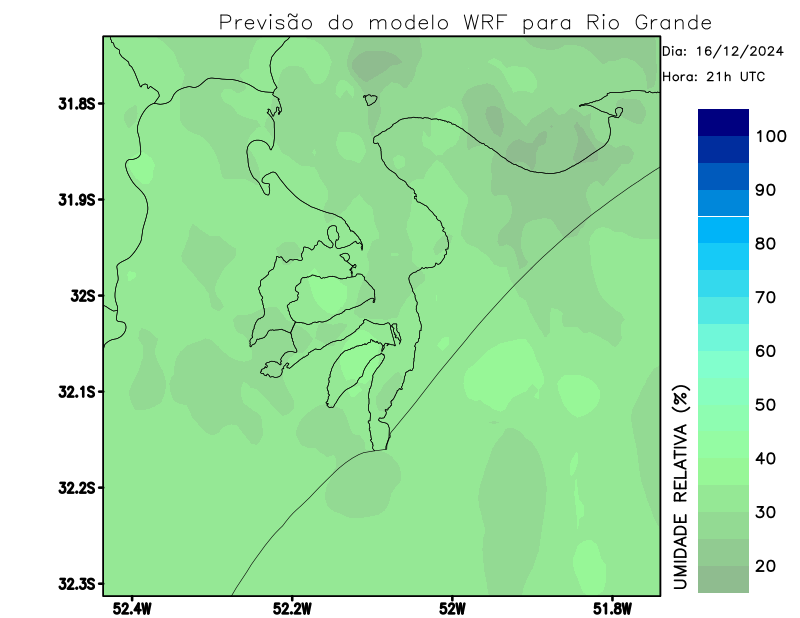 Previsão do modelo WRF para Rio Grande
Dia: 16/12/2024
Hora: 21h UTC
31.8S
31.9S
32S
32.1S
32.2S
32.3S
52.4W
52.2W
52W
51.8W
100
90
80
70
60
50
40
30
20
UMIDADE RELATIVA (%)